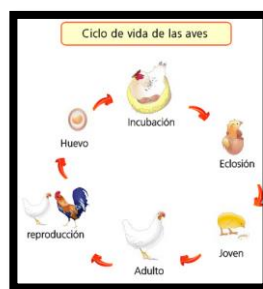 Ciclo de vida de las aves
Incubación
Huevo
Eclosión
reproducción
Joven
Adulto